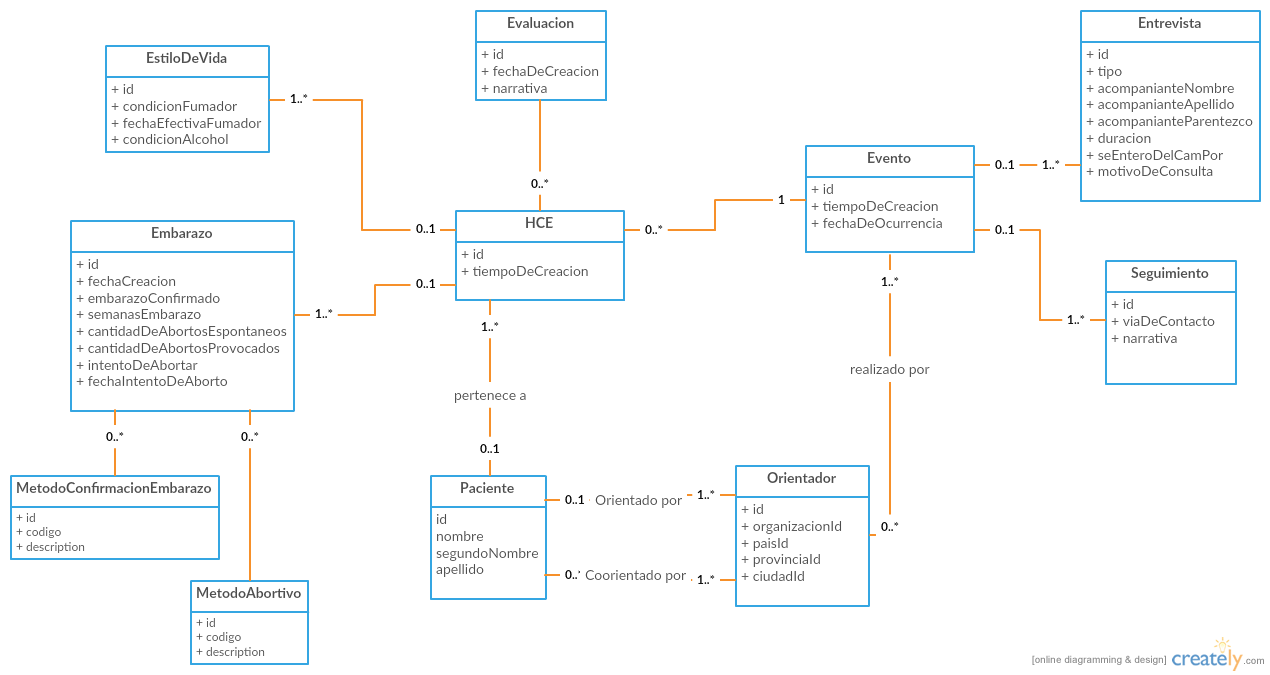 EstiloDeVida
+ id
+ condicionFumador
+ fechaEfectivaFumador
+ condicionAlcohol
1..*
0..1
Evaluacion
+ id
+ fechaDeCreacion
+ narrativa
0..*
Entrevista
+ id
+ tipo
+ acompanianteNombre
+ acompanianteApellido
+ acompanianteParentezco
+ duracion
+ seEnteroDelCamPor
+ motivoDeConsulta
Evento
+ id
+ tiempoDeCreacion
+ fechaDeOcurrencia
0..1
1..*
0..1
1..*
HCE
+ id
+ tiempoDeCreacion
0..*
1
Seguimiento
+ id
+ viaDeContacto
+ narrativa
Embarazo
+ id
+ fechaCreacion
+ embarazoConfirmado
+ semanasEmbarazo
+ cantidadDeAbortosEspontaneos
+ cantidadDeAbortosProvocados
+ intentoDeAbortar
+ fechaIntentoDeAborto
1..*
0..1
1..*
pertenece a
0..1
1..*
realizado por
0..*
0..*
0..*
MetodoConfirmacionEmbarazo
+ id
+ codigo
+ description
MetodoAbortivo
+ id
+ codigo
+ description
Paciente
id
nombre
segundoNombre
apellido
0..1 Orientado por 1..*
0..* Coorientado por 1..*
Orientador
+ id
+ organizacionId
+ paisId
+ provinciaId
+ ciudadId
[online diagramming & design] creately.com